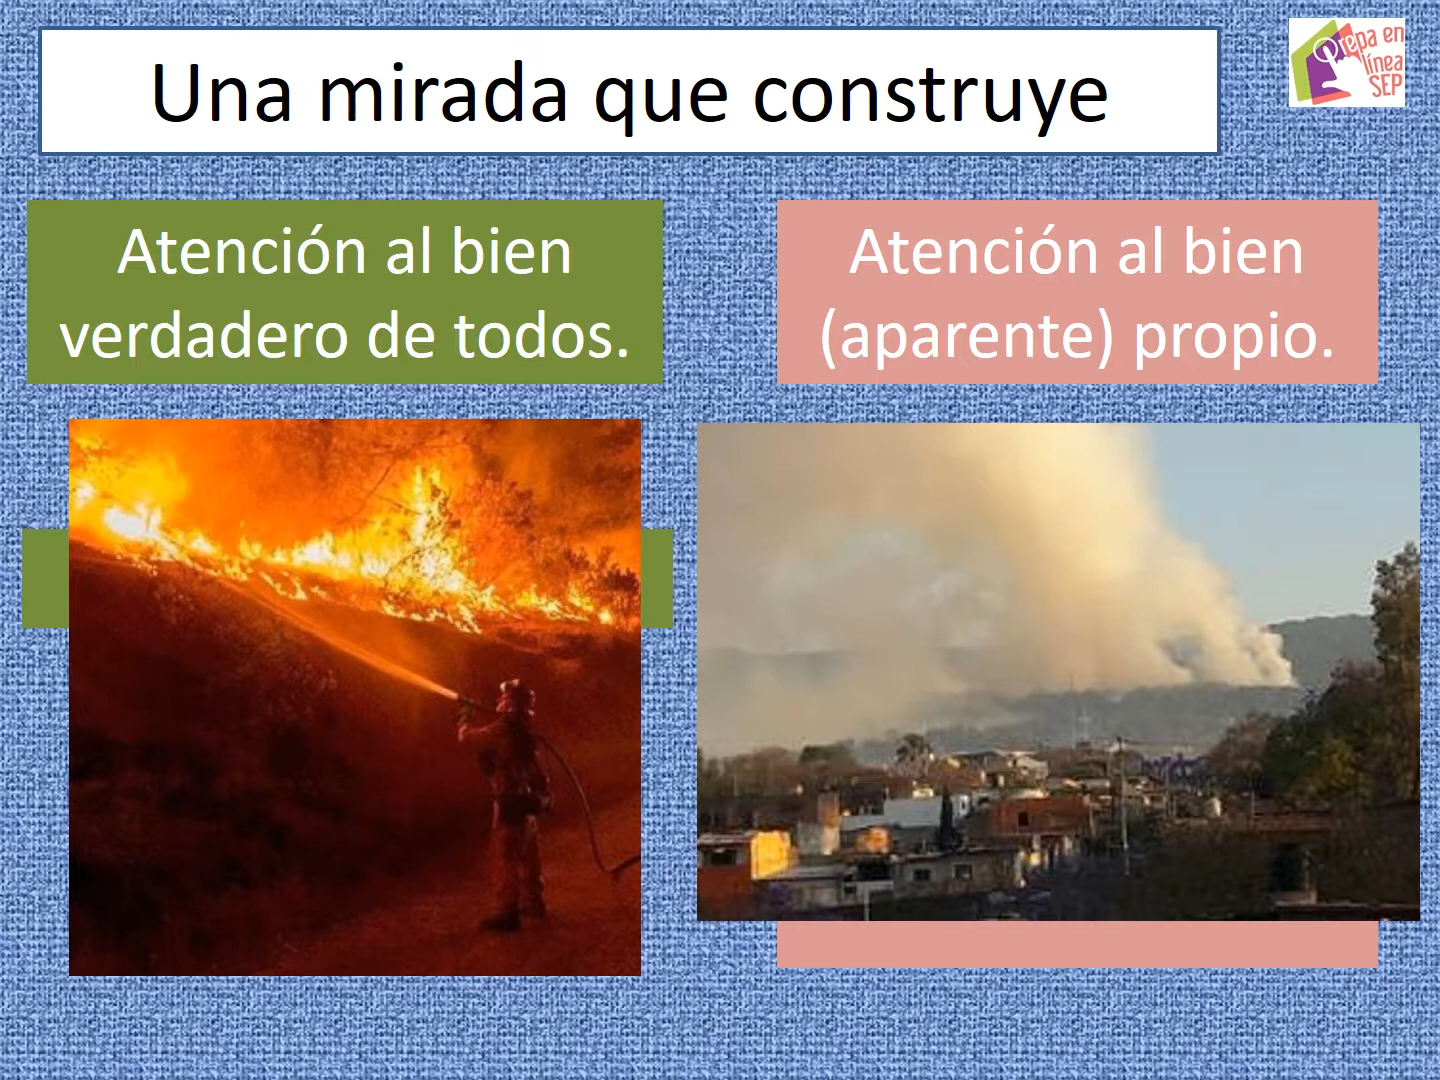 Una mirada que construye
Prepa en
línea
SEP
Atención al bien
verdadero de todos.
Atención al bien
(aparente) propio.